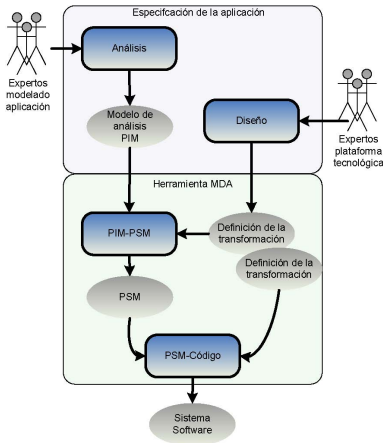 Especifcación de la aplicación
Análisis
Expertos
modelado
aplicación
Modelo de
análisis
PIM
Diseño
Expertos
plataforma
tecnológica
Herramienta MDA
PIM-PSM
Definición de la
transformación
Definición de la
transformación
PSM
PSM-Código
Sistema
Software